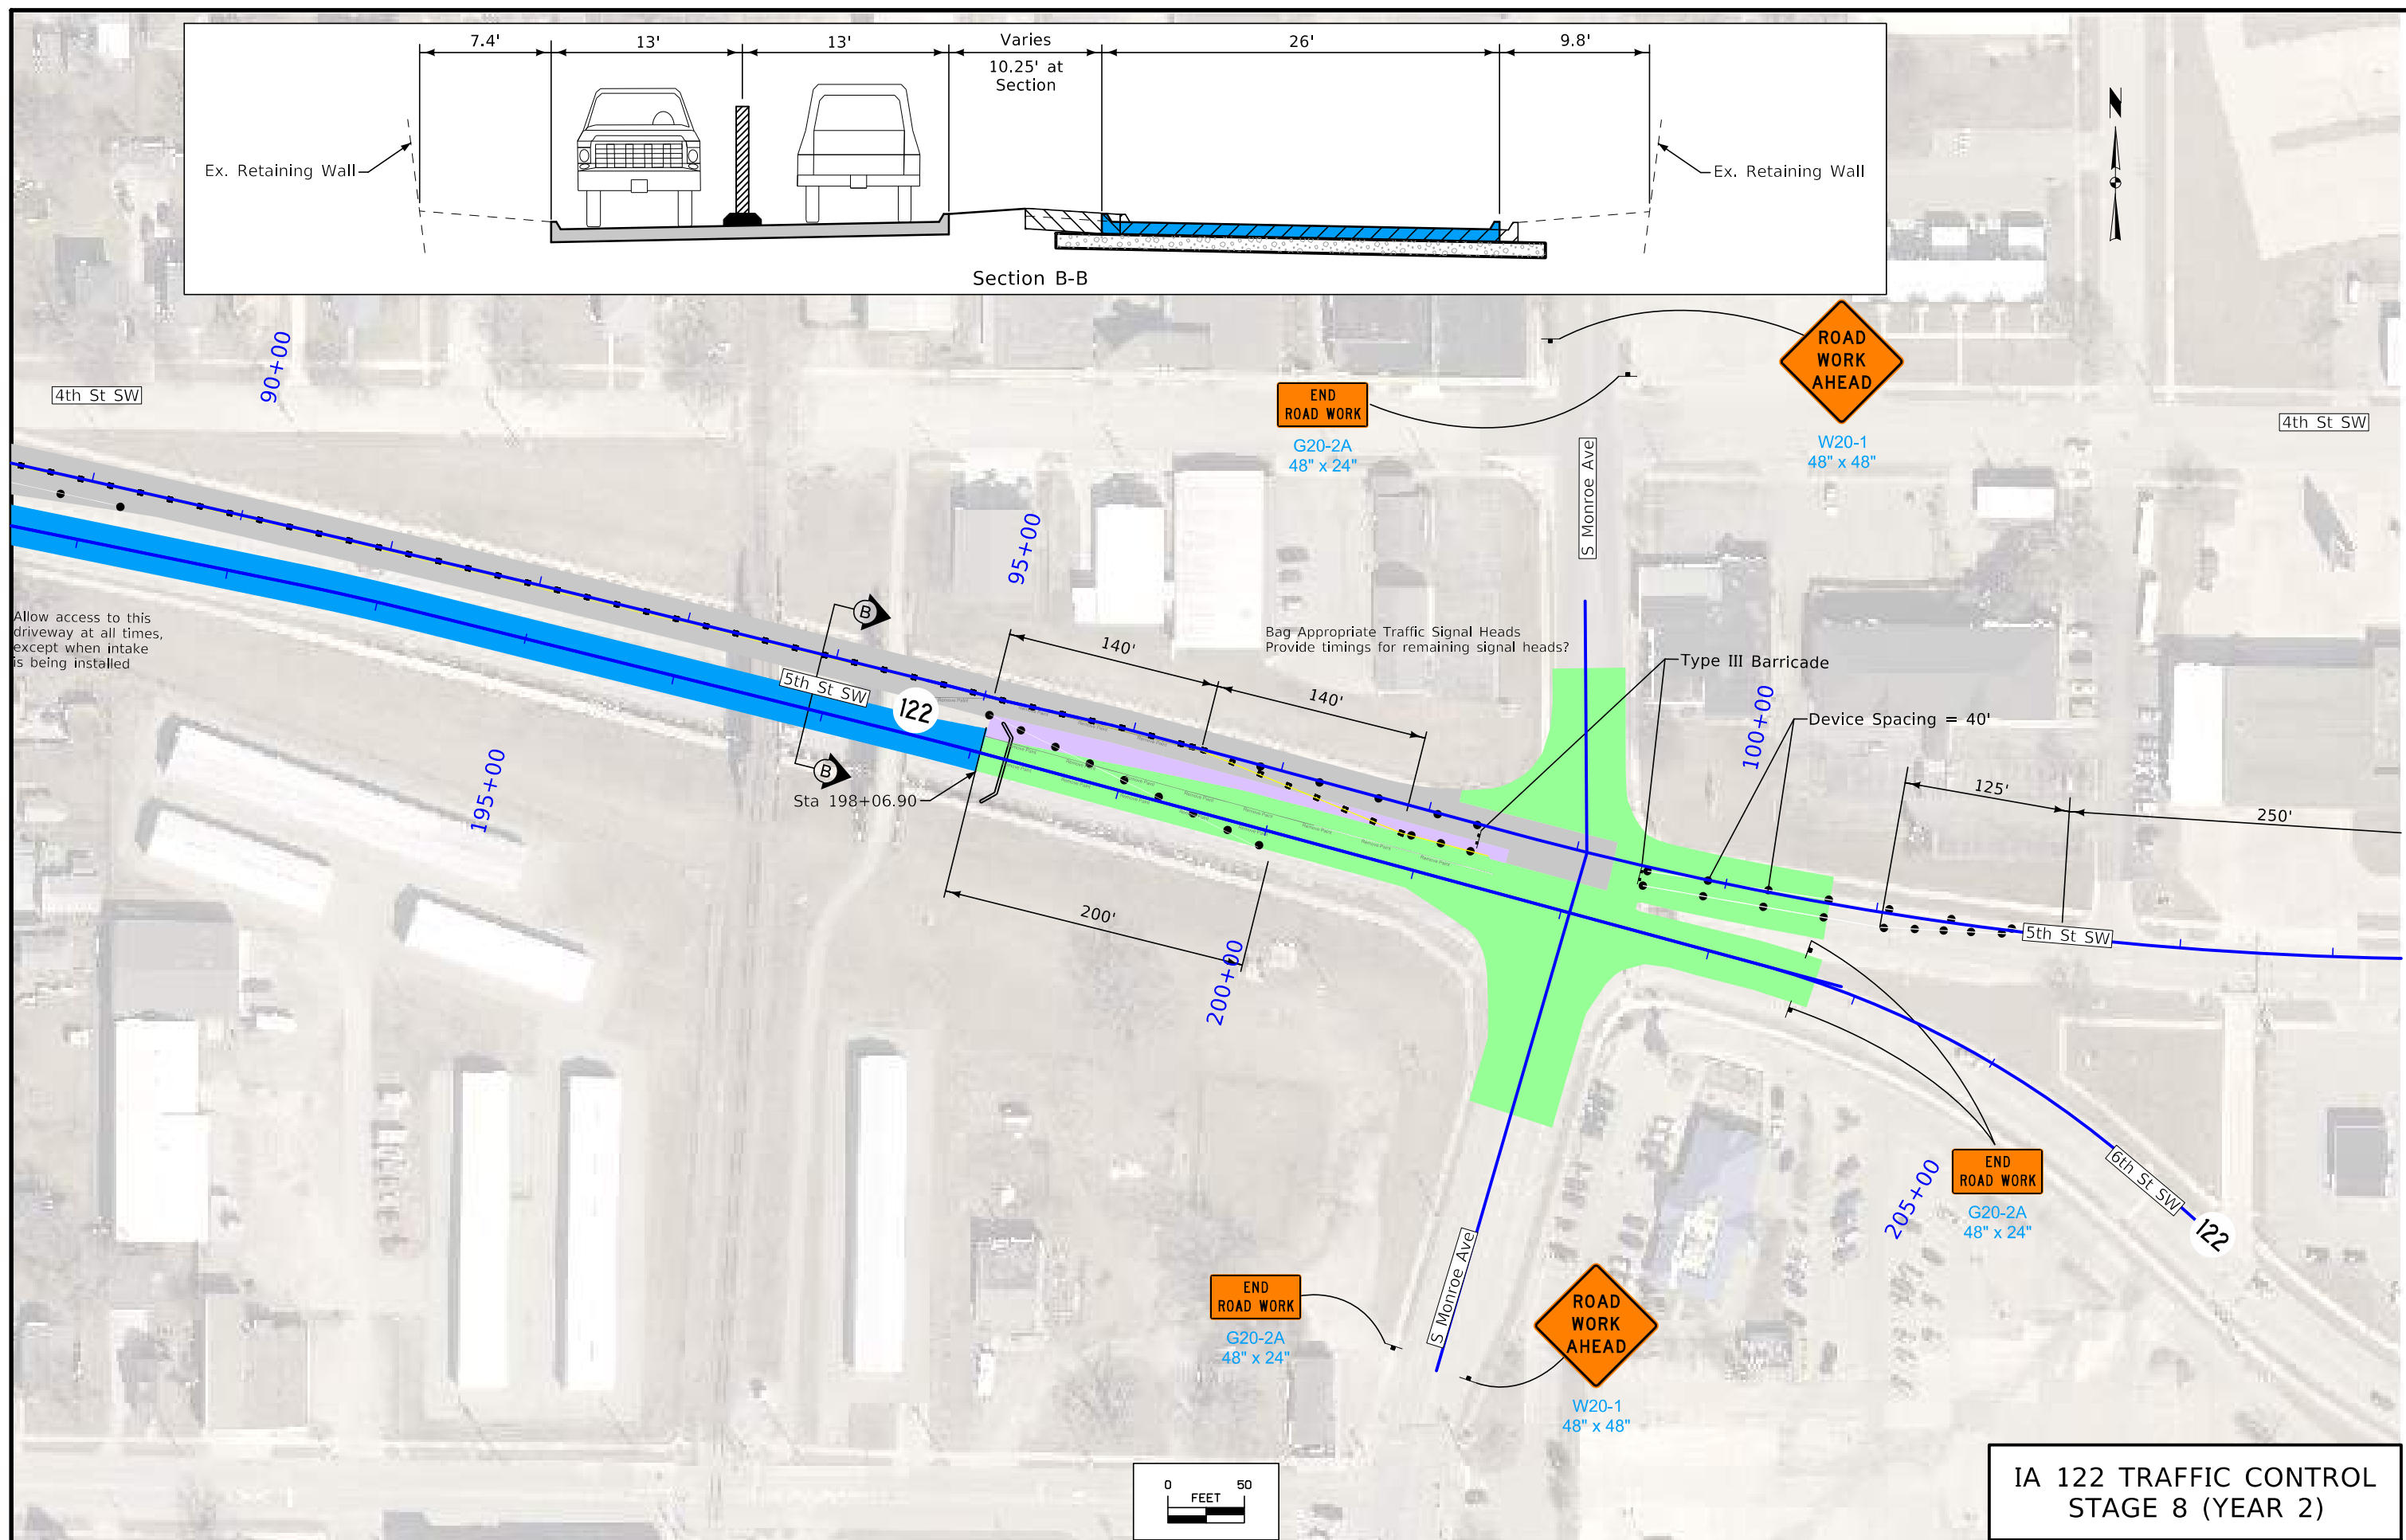 7.4'
13'
13'
Varies
10.25' at
Section
26'
9.8'
Ex. Retaining Wall
Ex. Retaining Wall
Section B-B
N
ROAD
WORK
AHEAD
W20-1
48" x 48"
END
ROAD WORK
G20-2A
48" x 24"
4th St SW
90+00
4th St SW
S Monroe Ave
95+00
Allow access to this
driveway at all times,
except when intake
is being installed
B
B
5th St SW
122
140'
140'
Bag Appropriate Traffic Signal Heads
Provide timings for remaining signal heads?
Type III Barricade
100+00
Device Spacing = 40'
125'
250'
195+00
Sta 198+06.90
200'
200+00
5th St SW
END
ROAD WORK
G20-2A
48" x 24"
205+00
6th St SW
122
END
ROAD WORK
G20-2A
48" x 24"
S Monroe Ave
ROAD
WORK
AHEAD
W20-1
48" x 48"
0 50
FEET
IA 122 TRAFFIC CONTROL
STAGE 8 (YEAR 2)